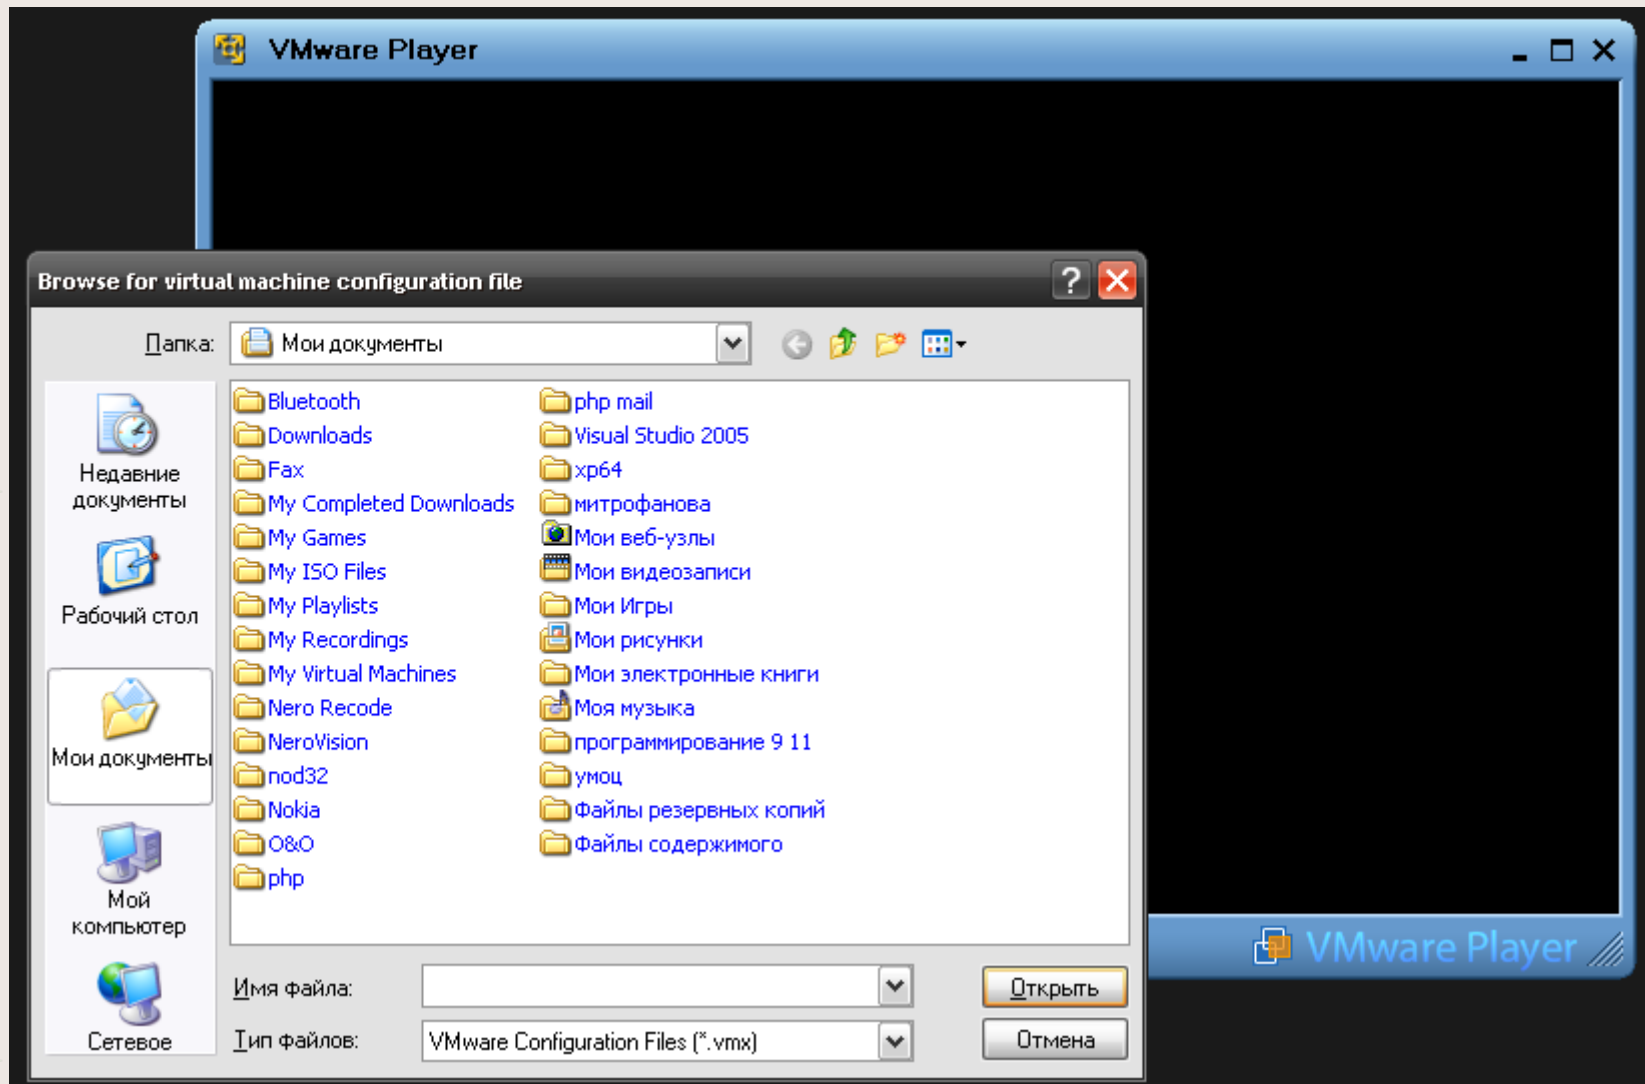 VMware Player
Browse for virtual machine configuration file
Папка:
Мои документы
Недавние
документы
Рабочий стол
Мои документы
Мой
компьютер
Сетевое
Bluetooth
Downloads
Fax
My Completed Downloads
My Games
My ISO Files
My Playlists
My Recordings
My Virtual Machines
Nero Recode
NeroVision
nod32
Nokia
O&O
php
php mail
Visual Studio 2005
xp64
митрофанова
Мои веб-узлы
Мои видеозаписи
Мои Игры
Мои рисунки
Мои электронные книги
Моя музыка
программирование 9 11
умоц
Файлы резервных копий
Файлы содержимого
Имя файла:
Открыть
Тип файлов:
VMware Configuration Files (*.vmx)
Отмена
VMware Player